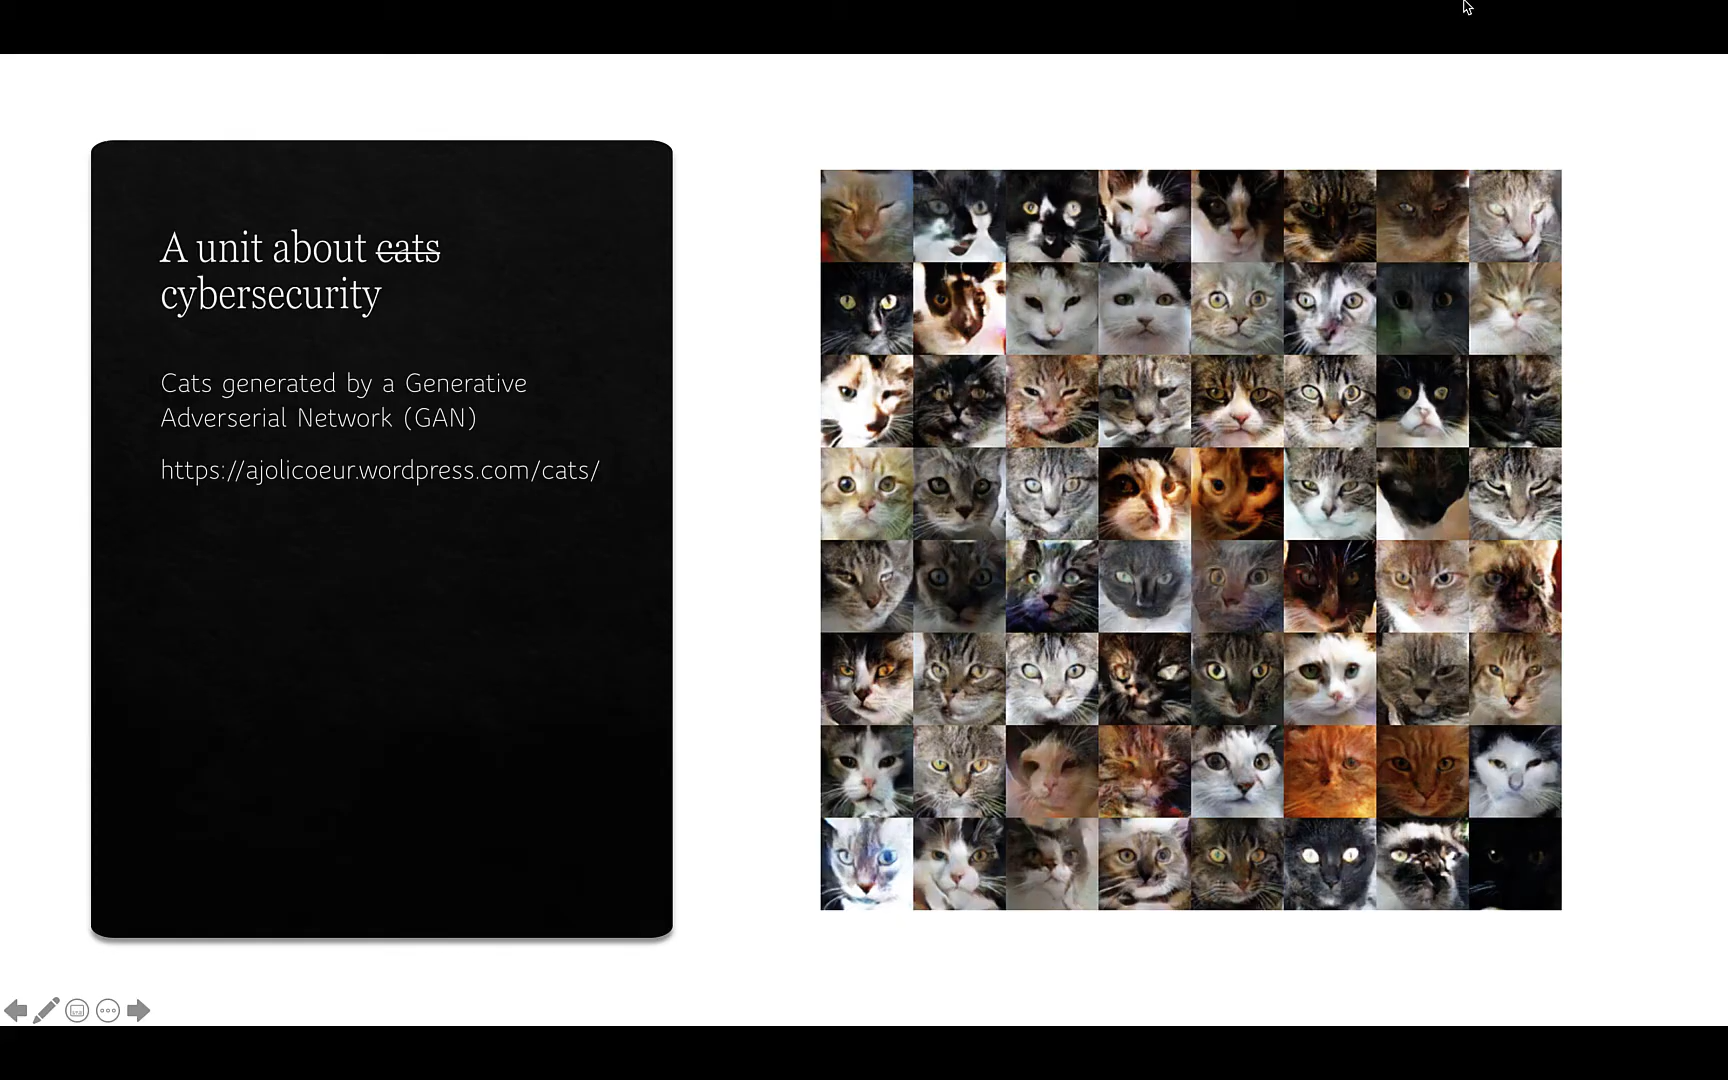 A unit about cats
cybersecurity
Cats generated by a Generative
Adverserial Network (GAN)
https://ajolicoeur.wordpress.com/cats/